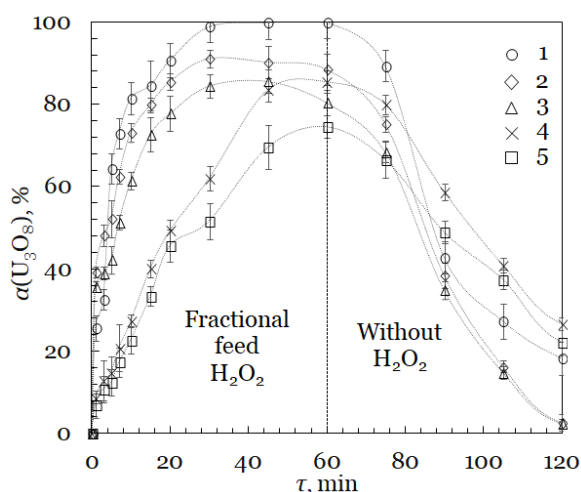 100
80
60
40
20
0
α(U₃O₈), %
1
2
3
4
5
Fractional
feed
H₂O₂
Without
H₂O₂
0
20
40
60
80
100
120
τ, min